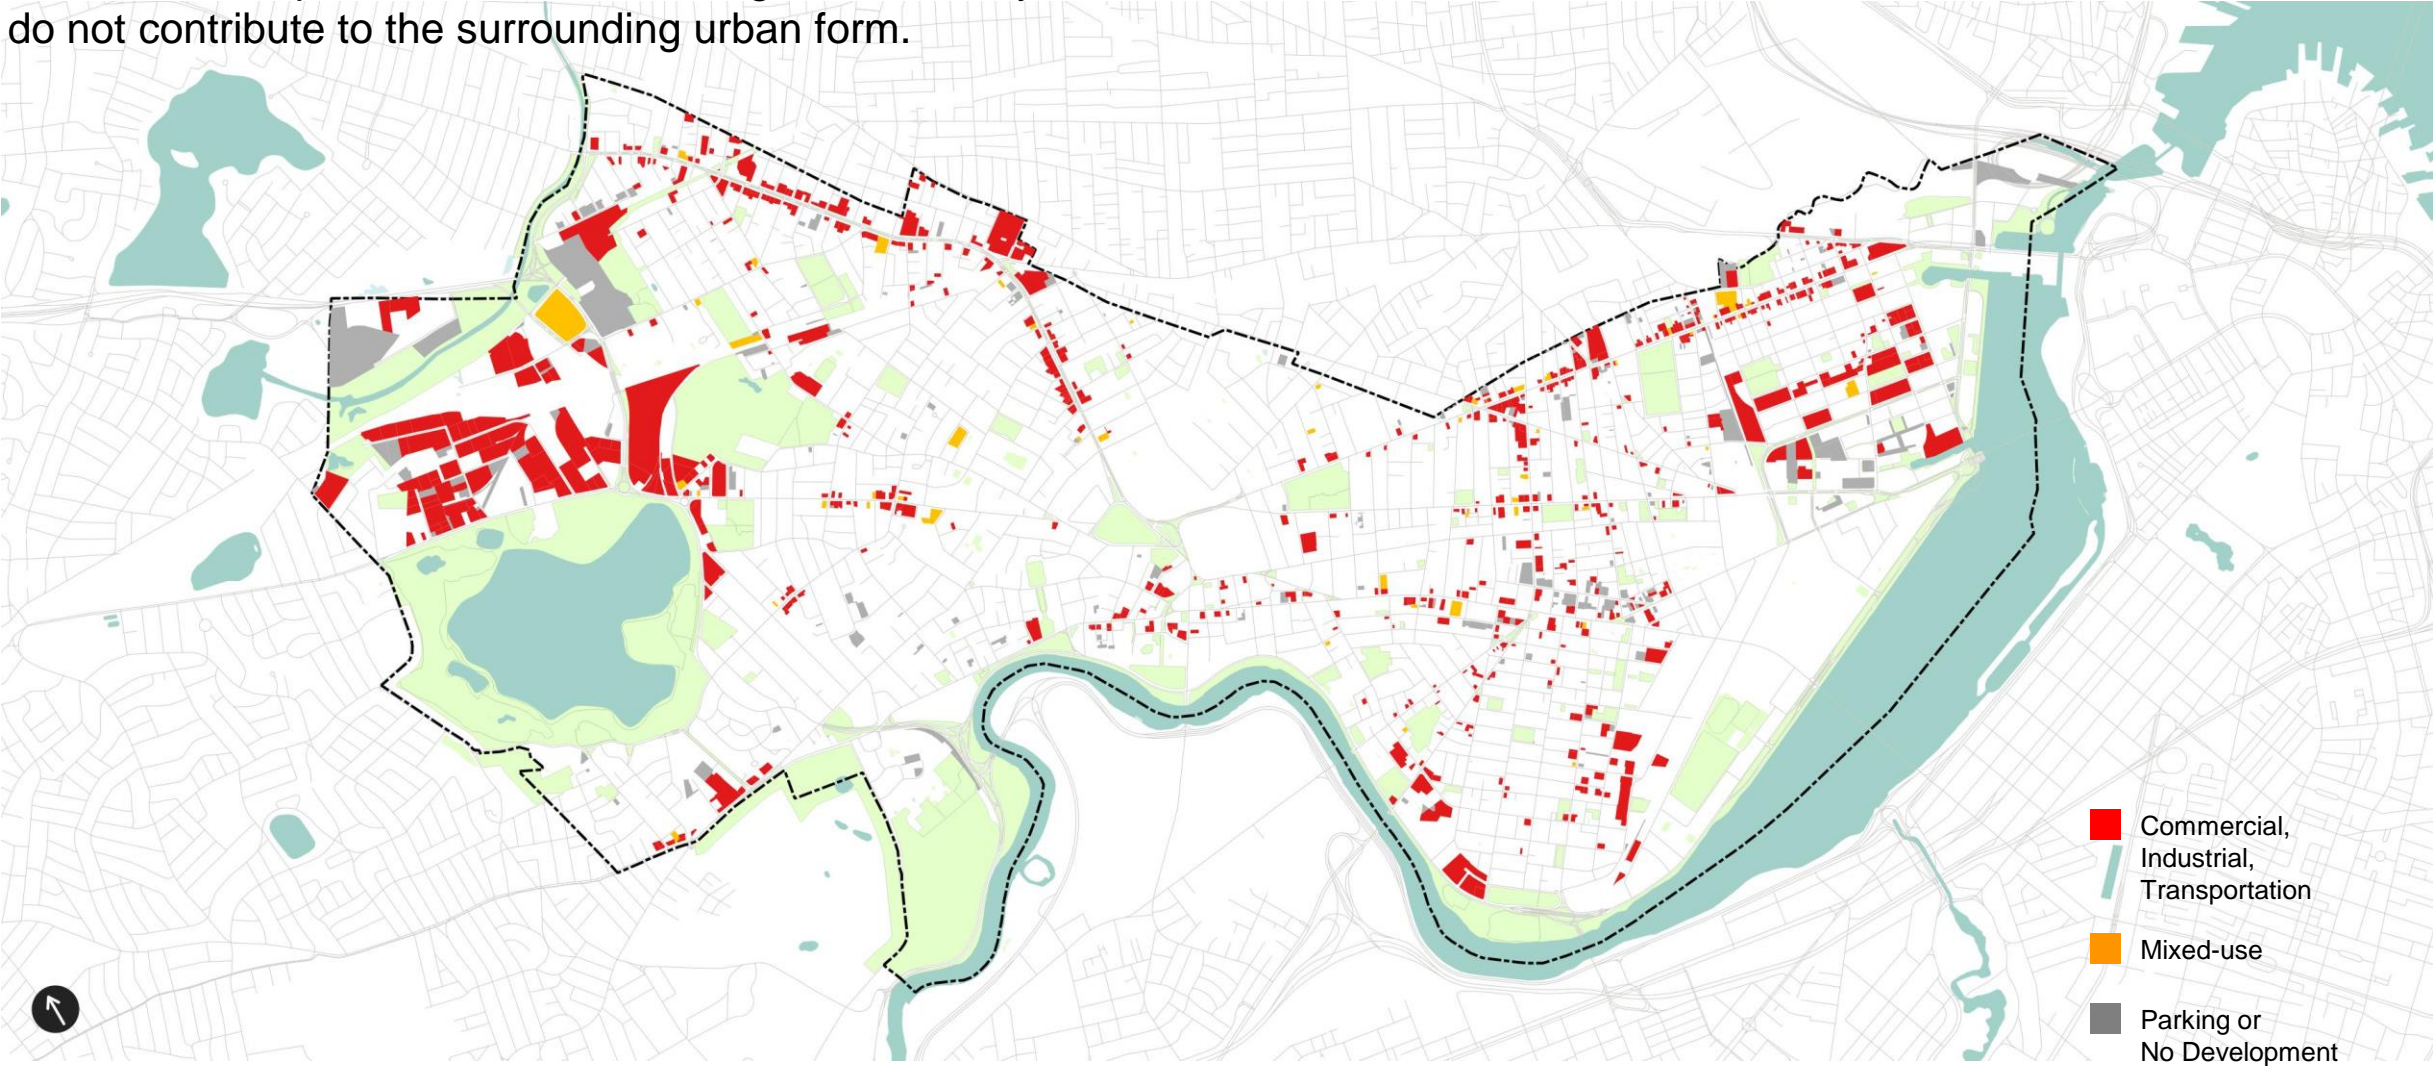 do not contribute to the surrounding urban form.
Commercial,
Industrial,
Transportation
Mixed-use
Parking or
No Development